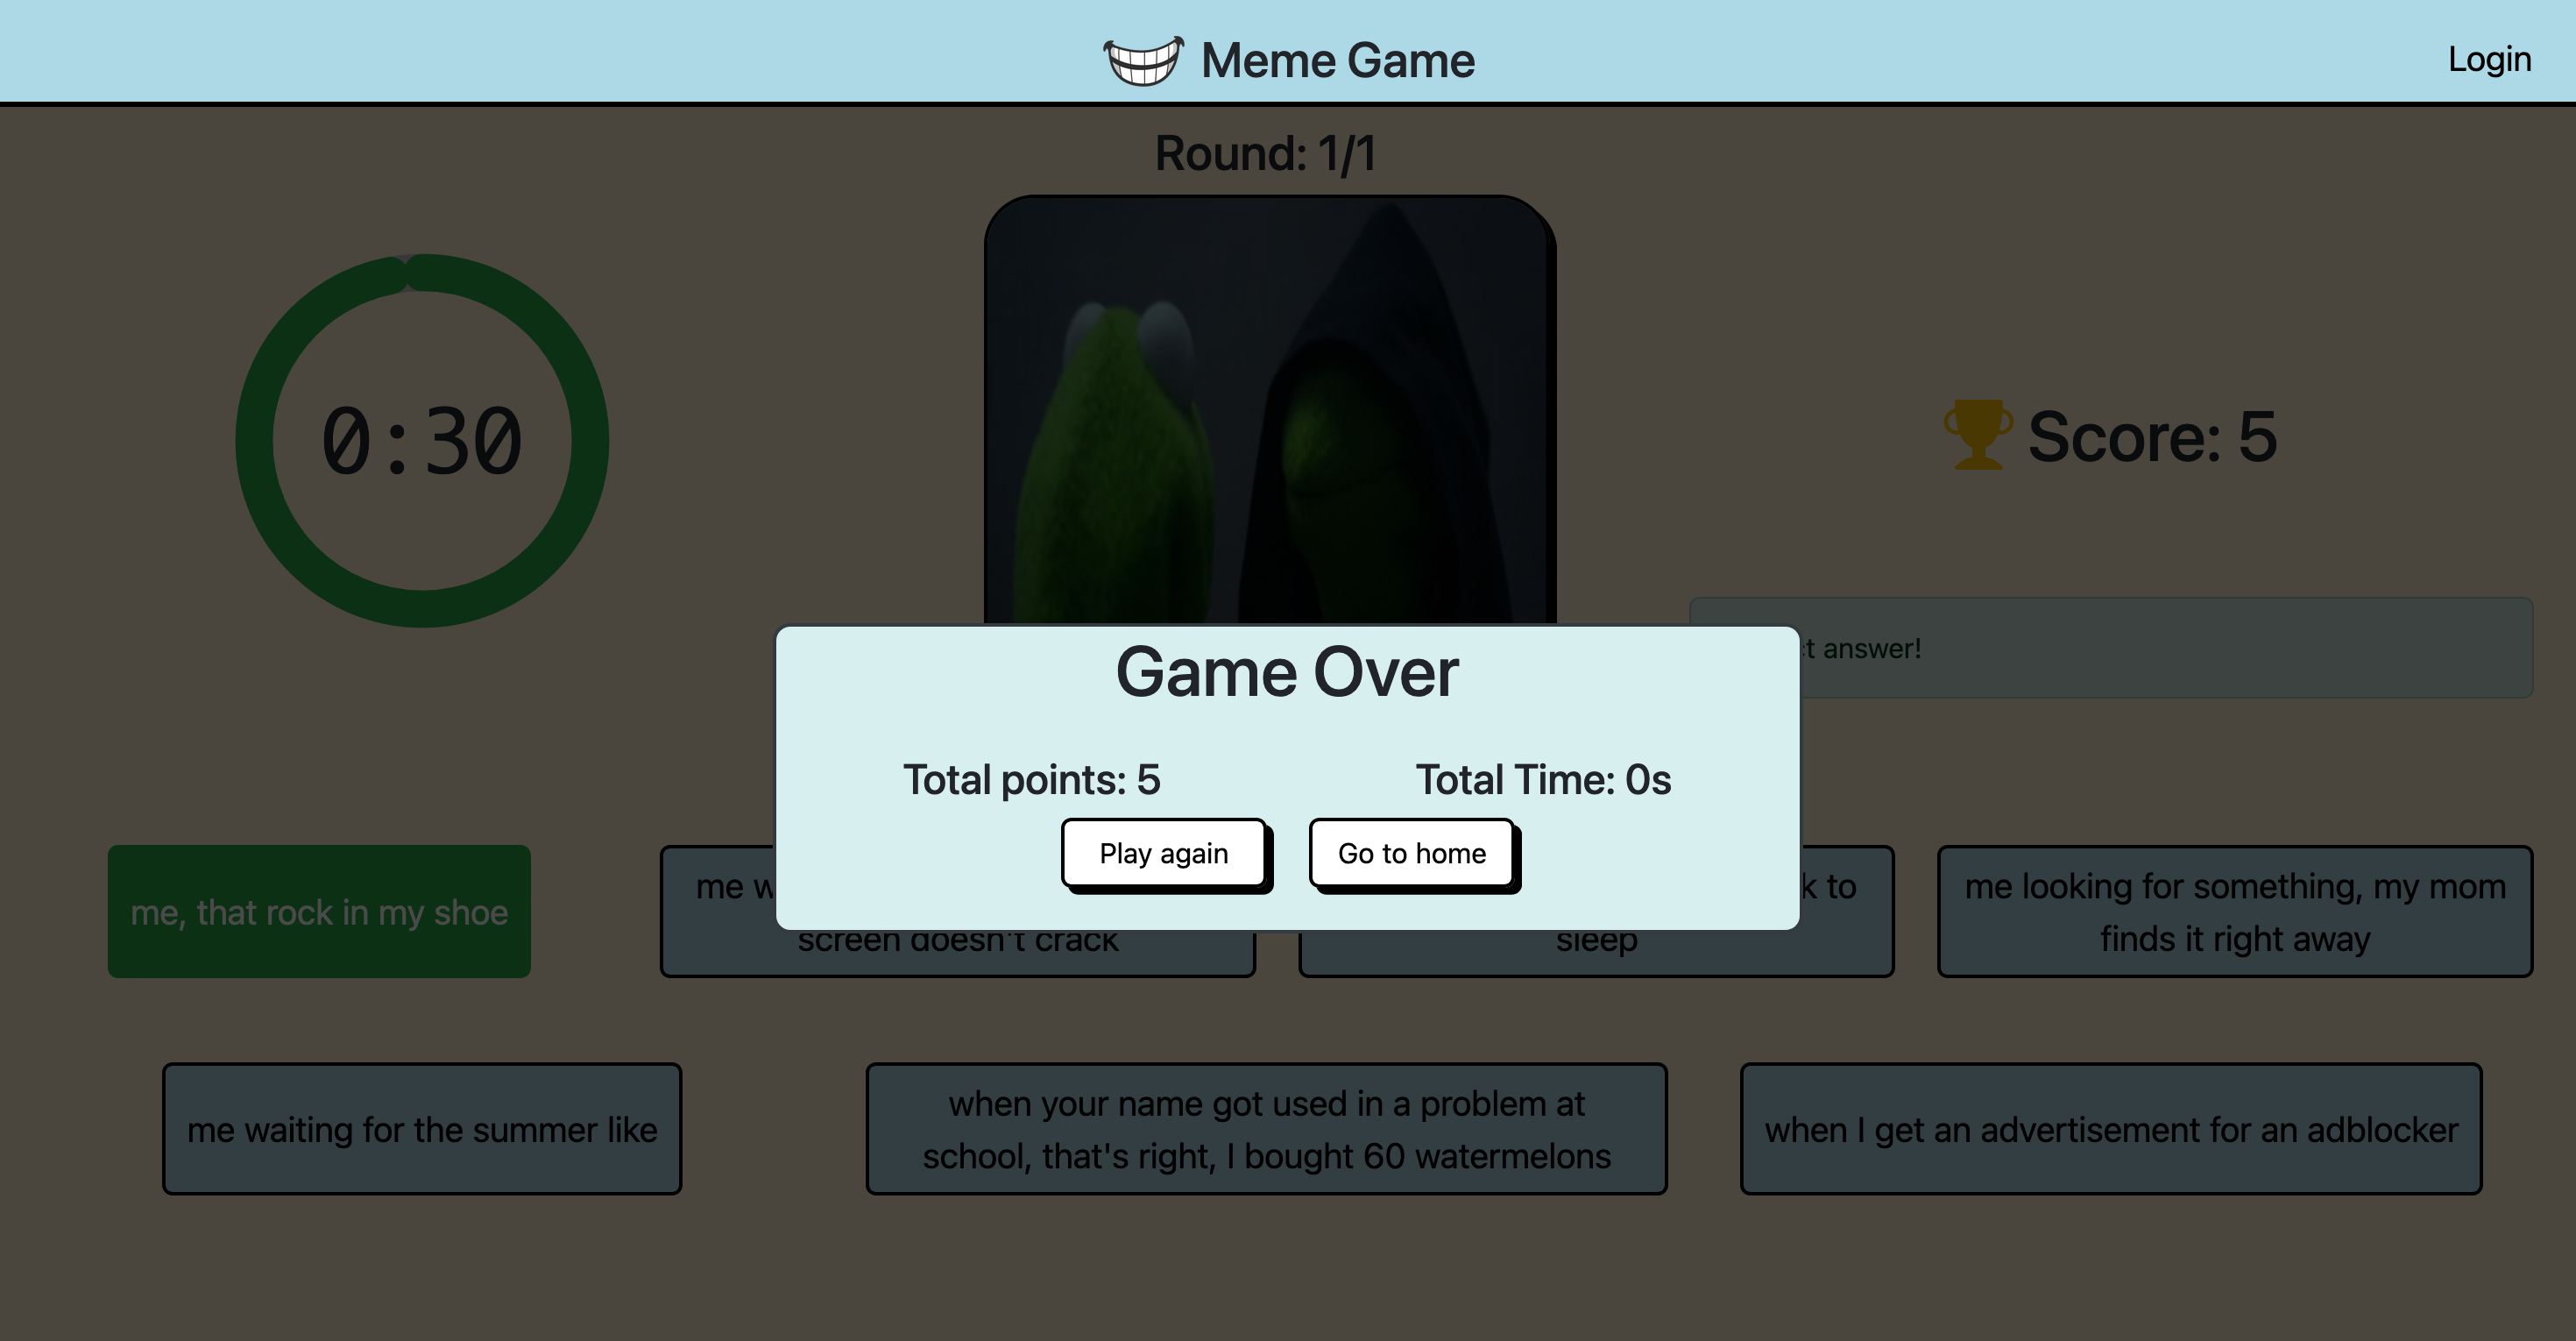 Meme Game
Login
Round: 1/1
0:30
Score: 5
answer!
Game Over
Total points: 5
Total Time: 0s
Play again
Go to home
me, that rock in my shoe
me
screen doesn't crack
to
sleep
me looking for something, my mom
finds it right away
me waiting for the summer like
when your name got used in a problem at
school, that's right, I bought 60 watermelons
when I get an advertisement for an adblocker